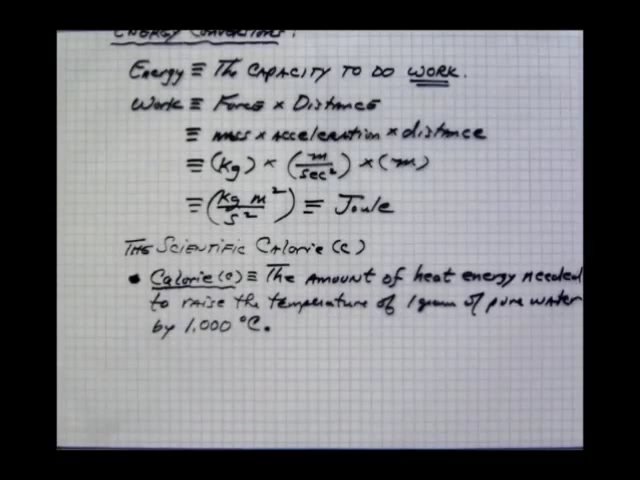 ENERGY CONVERSIONS:
Energy ≡ The CAPACITY TO DO WORK.
Work ≡ Force × Distance
≡ mass × acceleration × distance
≡ (kg) × (m/sec²) × (m)
≡ (kg m²/s²) ≡ Joule
THE SCIENTIFIC CALORIE (c)
• Calorie (c) ≡ The AMOUNT of heat energy needed
to raise the temperature of 1 gram of pure water
by 1.000 °C.